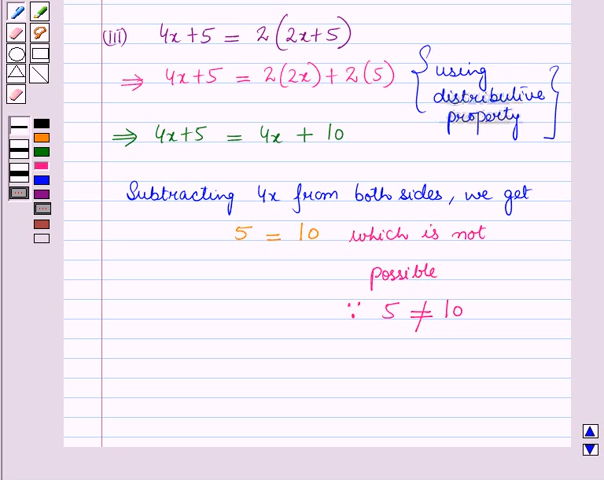 (iii) 4x+5 = 2(2x+5)
⇒ 4x+5 = 2(2x)+2(5) {using distributive property}
⇒ 4x+5 = 4x + 10
Subtracting 4x from both sides, we get
5 = 10 which is not
possible
∵ 5 ≠ 10